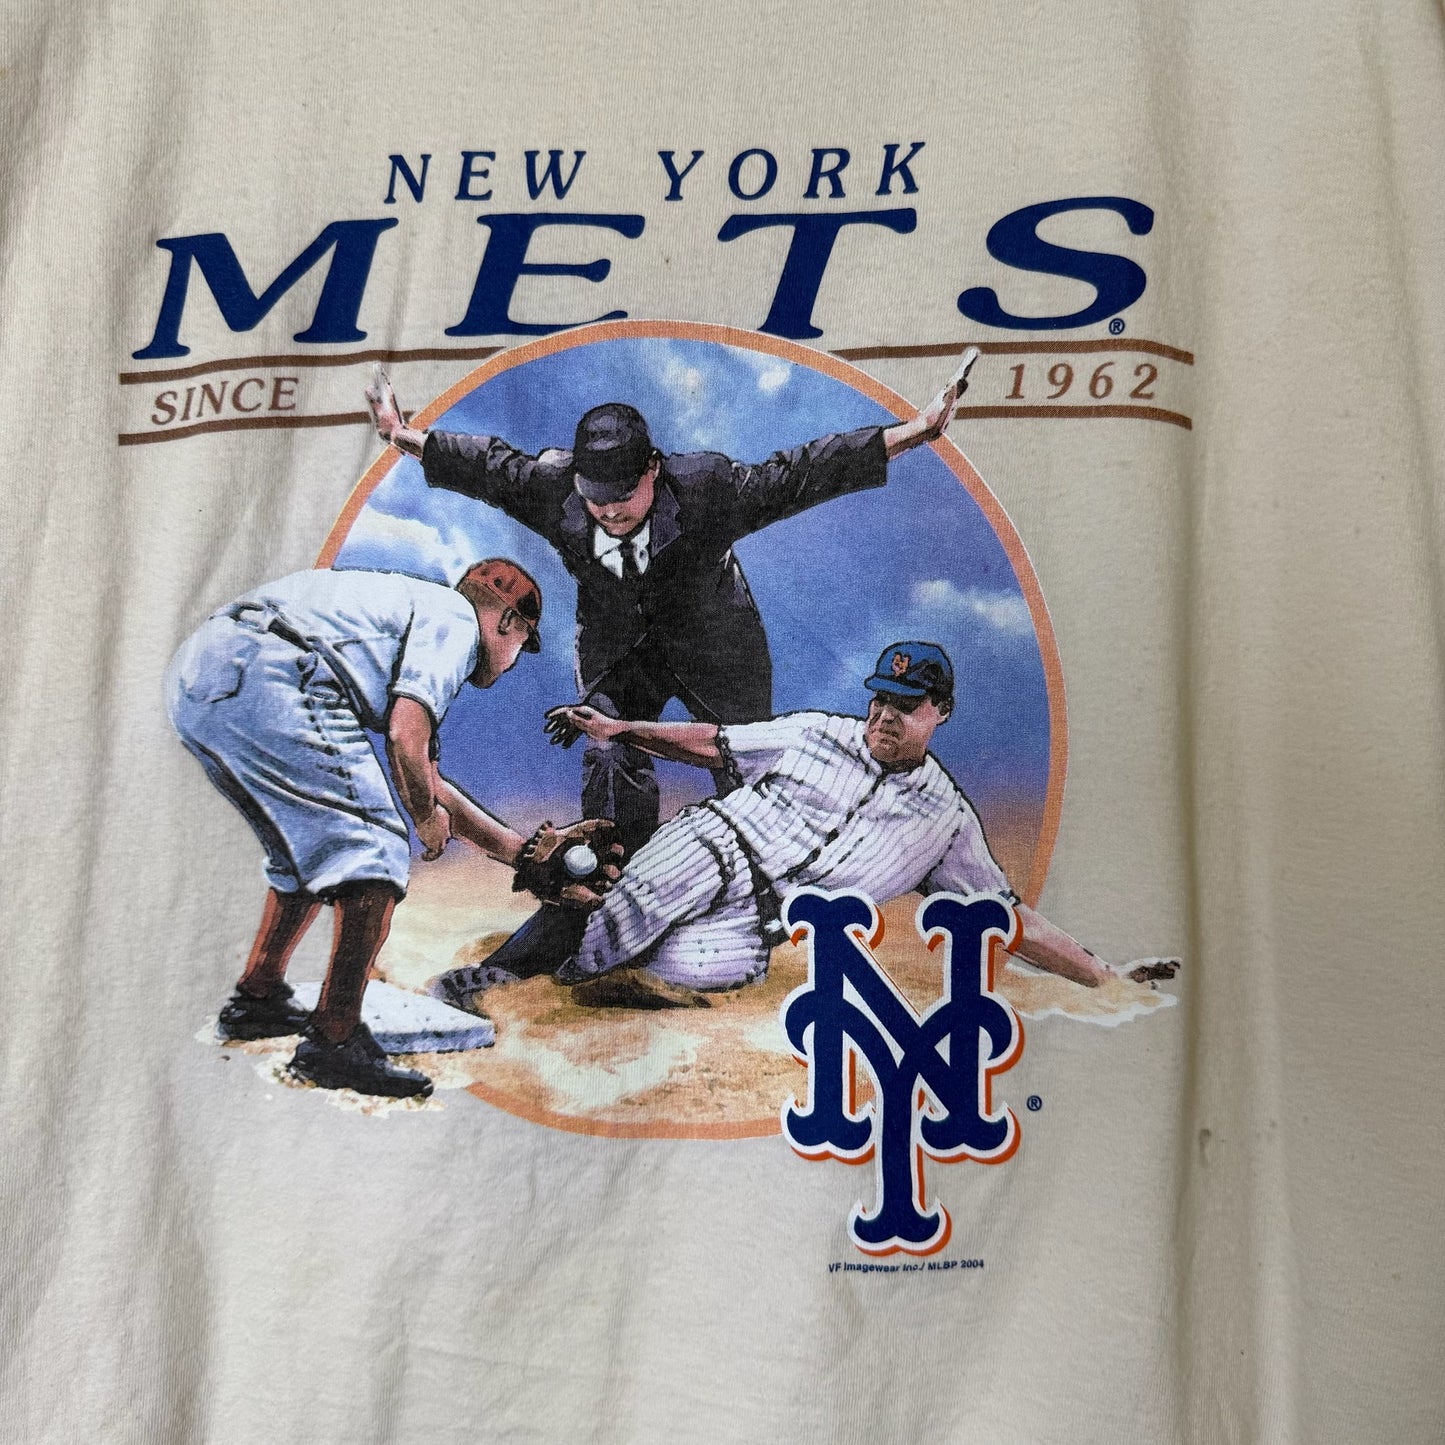 NEW YORK
METS®
SINCE 1962
NY ®
VF Imagewear Inc./ MLBP 2004